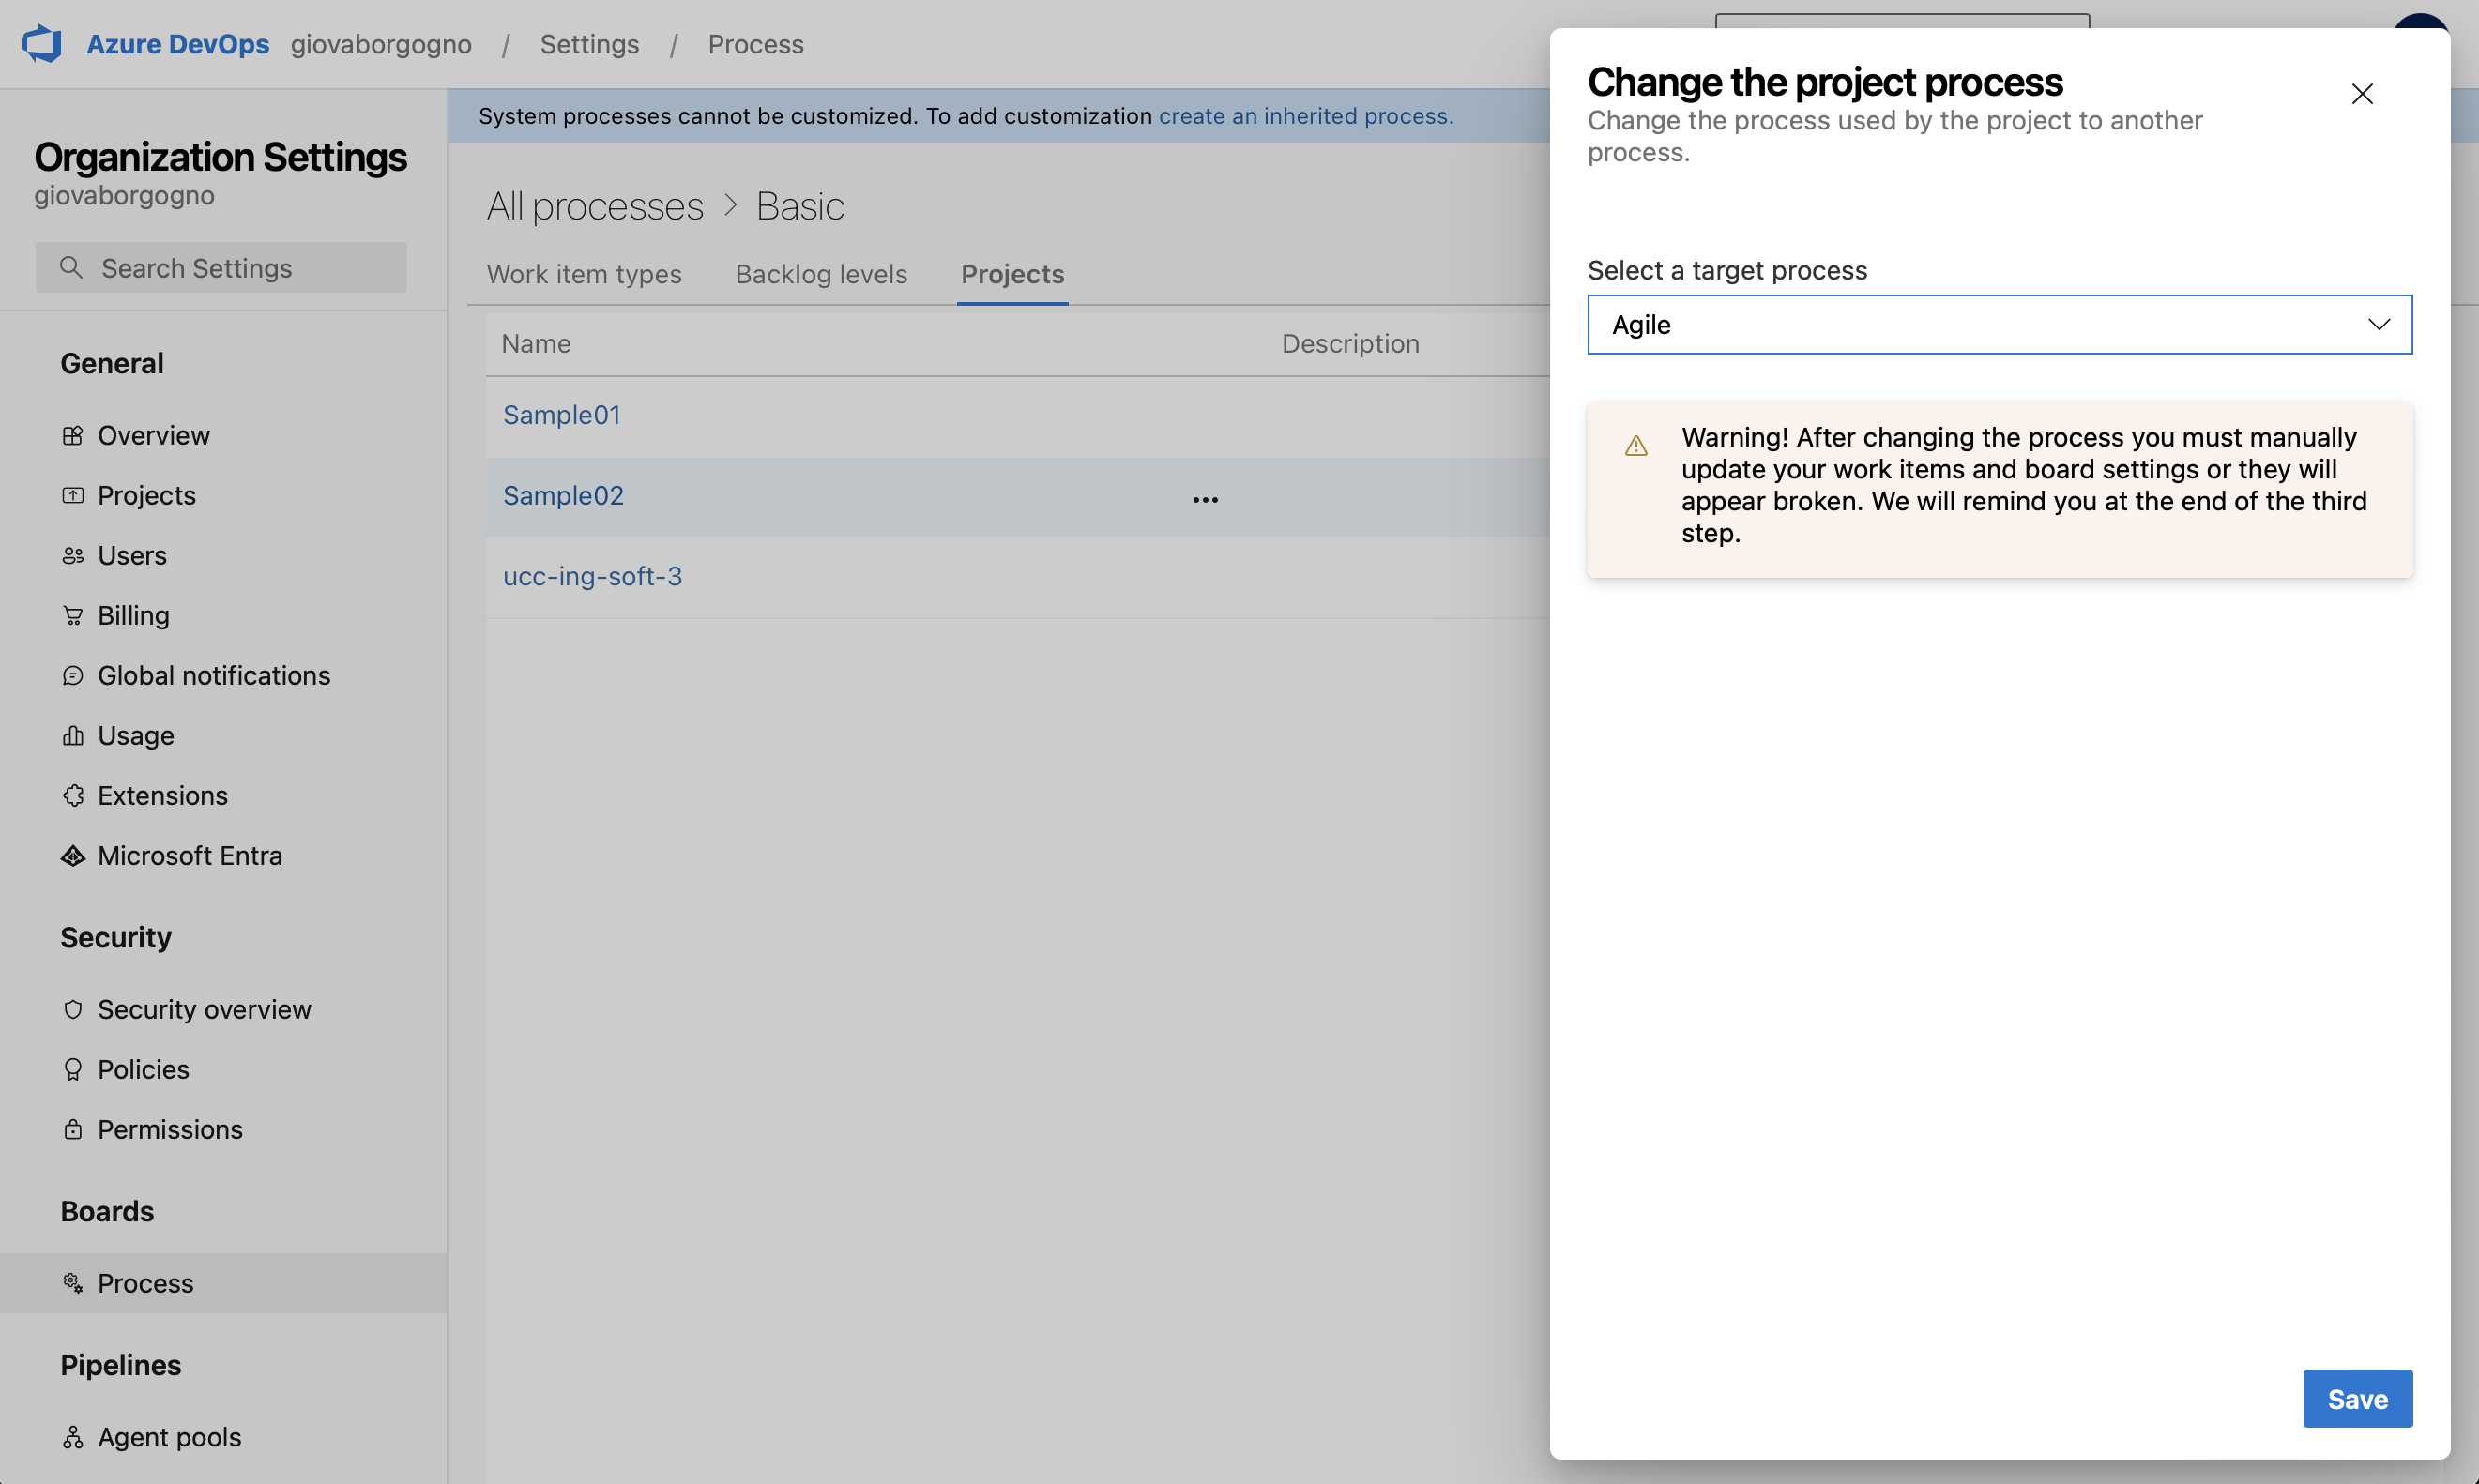 Azure DevOps giovaborgogno / Settings / Process
System processes cannot be customized. To add customization create an inherited process.
Organization Settings
giovaborgogno
Search Settings
General
Overview
Projects
Users
Billing
Global notifications
Usage
Extensions
Microsoft Entra
Security
Security overview
Policies
Permissions
Boards
Process
Pipelines
Agent pools
All processes > Basic
Work item types Backlog levels Projects
Name Description
Sample01
Sample02
ucc-ing-soft-3
Change the project process
Change the process used by the project to another
process.
Select a target process
Agile
Warning! After changing the process you must manually
update your work items and board settings or they will
appear broken. We will remind you at the end of the third
step.
Save